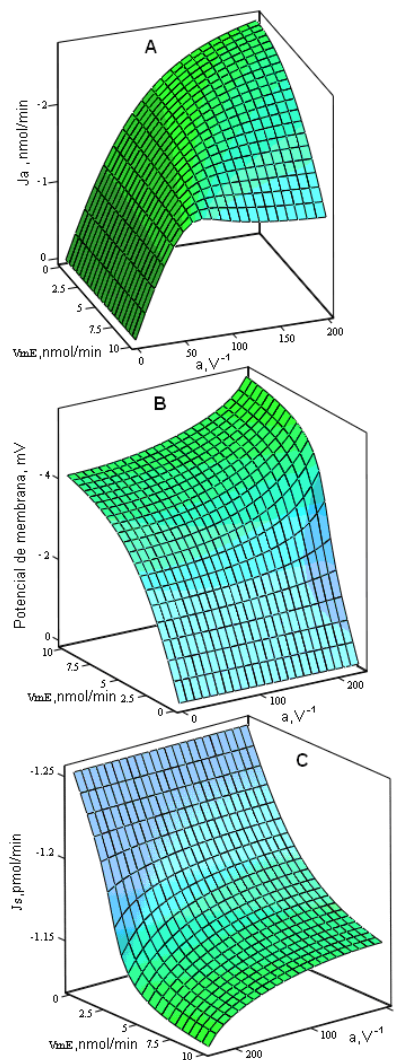 A
Ja , nmol/min
-2
-1
0
0
2.5
5
7.5
10
VmE,nmol/min
0
50
100
150
200
a,V⁻¹
B
Potencial de membrana, mV
-4
-2
0
10
7.5
5
2.5
0
VmE,nmol/min
0
100
200
a,V⁻¹
C
Js,pmol/min
-1.25
-1.2
-1.15
0
2.5
5
7.5
10
VmE,nmol/min
200
100
a,V⁻¹